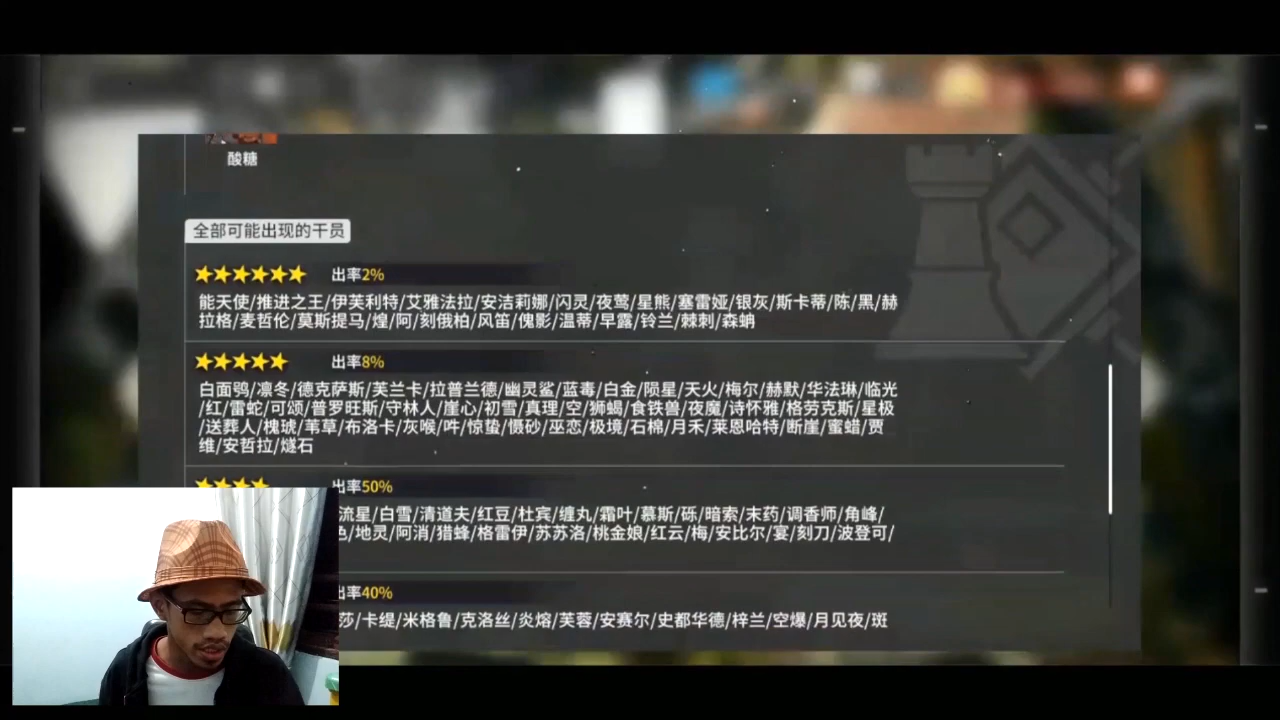 酸糖
全部可能出现的干员
★★★★★★ 出率2%
能天使/推进之王/伊芙利特/艾雅法拉/安洁莉娜/闪灵/夜莺/星熊/塞雷娅/银灰/斯卡蒂/陈/黑/赫
拉格/麦哲伦/莫斯提马/煌/阿/刻俄柏/风笛/傀影/温蒂/早露/铃兰/棘刺/森蚺
★★★★★ 出率8%
白面鸮/凛冬/德克萨斯/芙兰卡/拉普兰德/幽灵鲨/蓝毒/白金/陨星/天火/梅尔/赫默/华法琳/临光
/红/雷蛇/可颂/普罗旺斯/守林人/崖心/初雪/真理/空/狮蝎/食铁兽/夜魔/诗怀雅/格劳克斯/星极
/送葬人/槐琥/苇草/布洛卡/灰喉/吽/惊蛰/慑砂/巫恋/极境/石棉/月禾/莱恩哈特/断崖/蜜蜡/贾
维/安哲拉/燧石
★★★★ 出率50%
流星/白雪/清道夫/红豆/杜宾/缠丸/霜叶/慕斯/砾/暗索/末药/调香师/角峰/
/地灵/阿消/猎蜂/格雷伊/苏苏洛/桃金娘/红云/梅/安比尔/宴/刻刀/波登可/
出率40%
莎/卡缇/米格鲁/克洛丝/炎熔/芙蓉/安赛尔/史都华德/梓兰/空爆/月见夜/斑